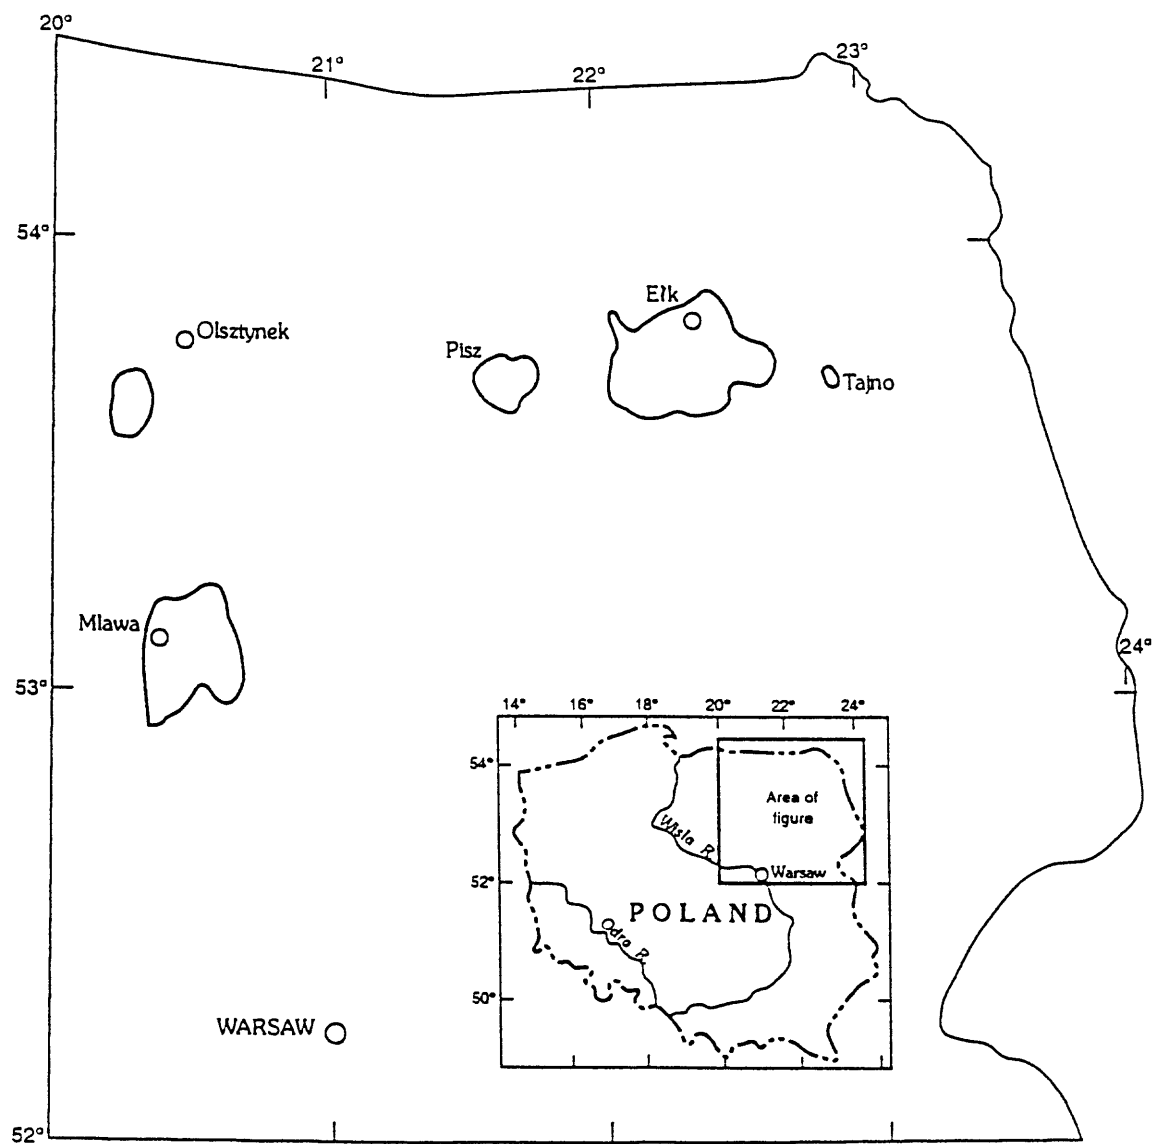 20°
21°
22°
23°
54°
Ełk
Olsztynek
Pisz
Tajno
Mlawa
24°
53°
14° 16° 18° 20° 22° 24°
54°
Area of
figure
Wisla R.
Warsaw
52°
POLAND
Odra R.
50°
WARSAW
52°